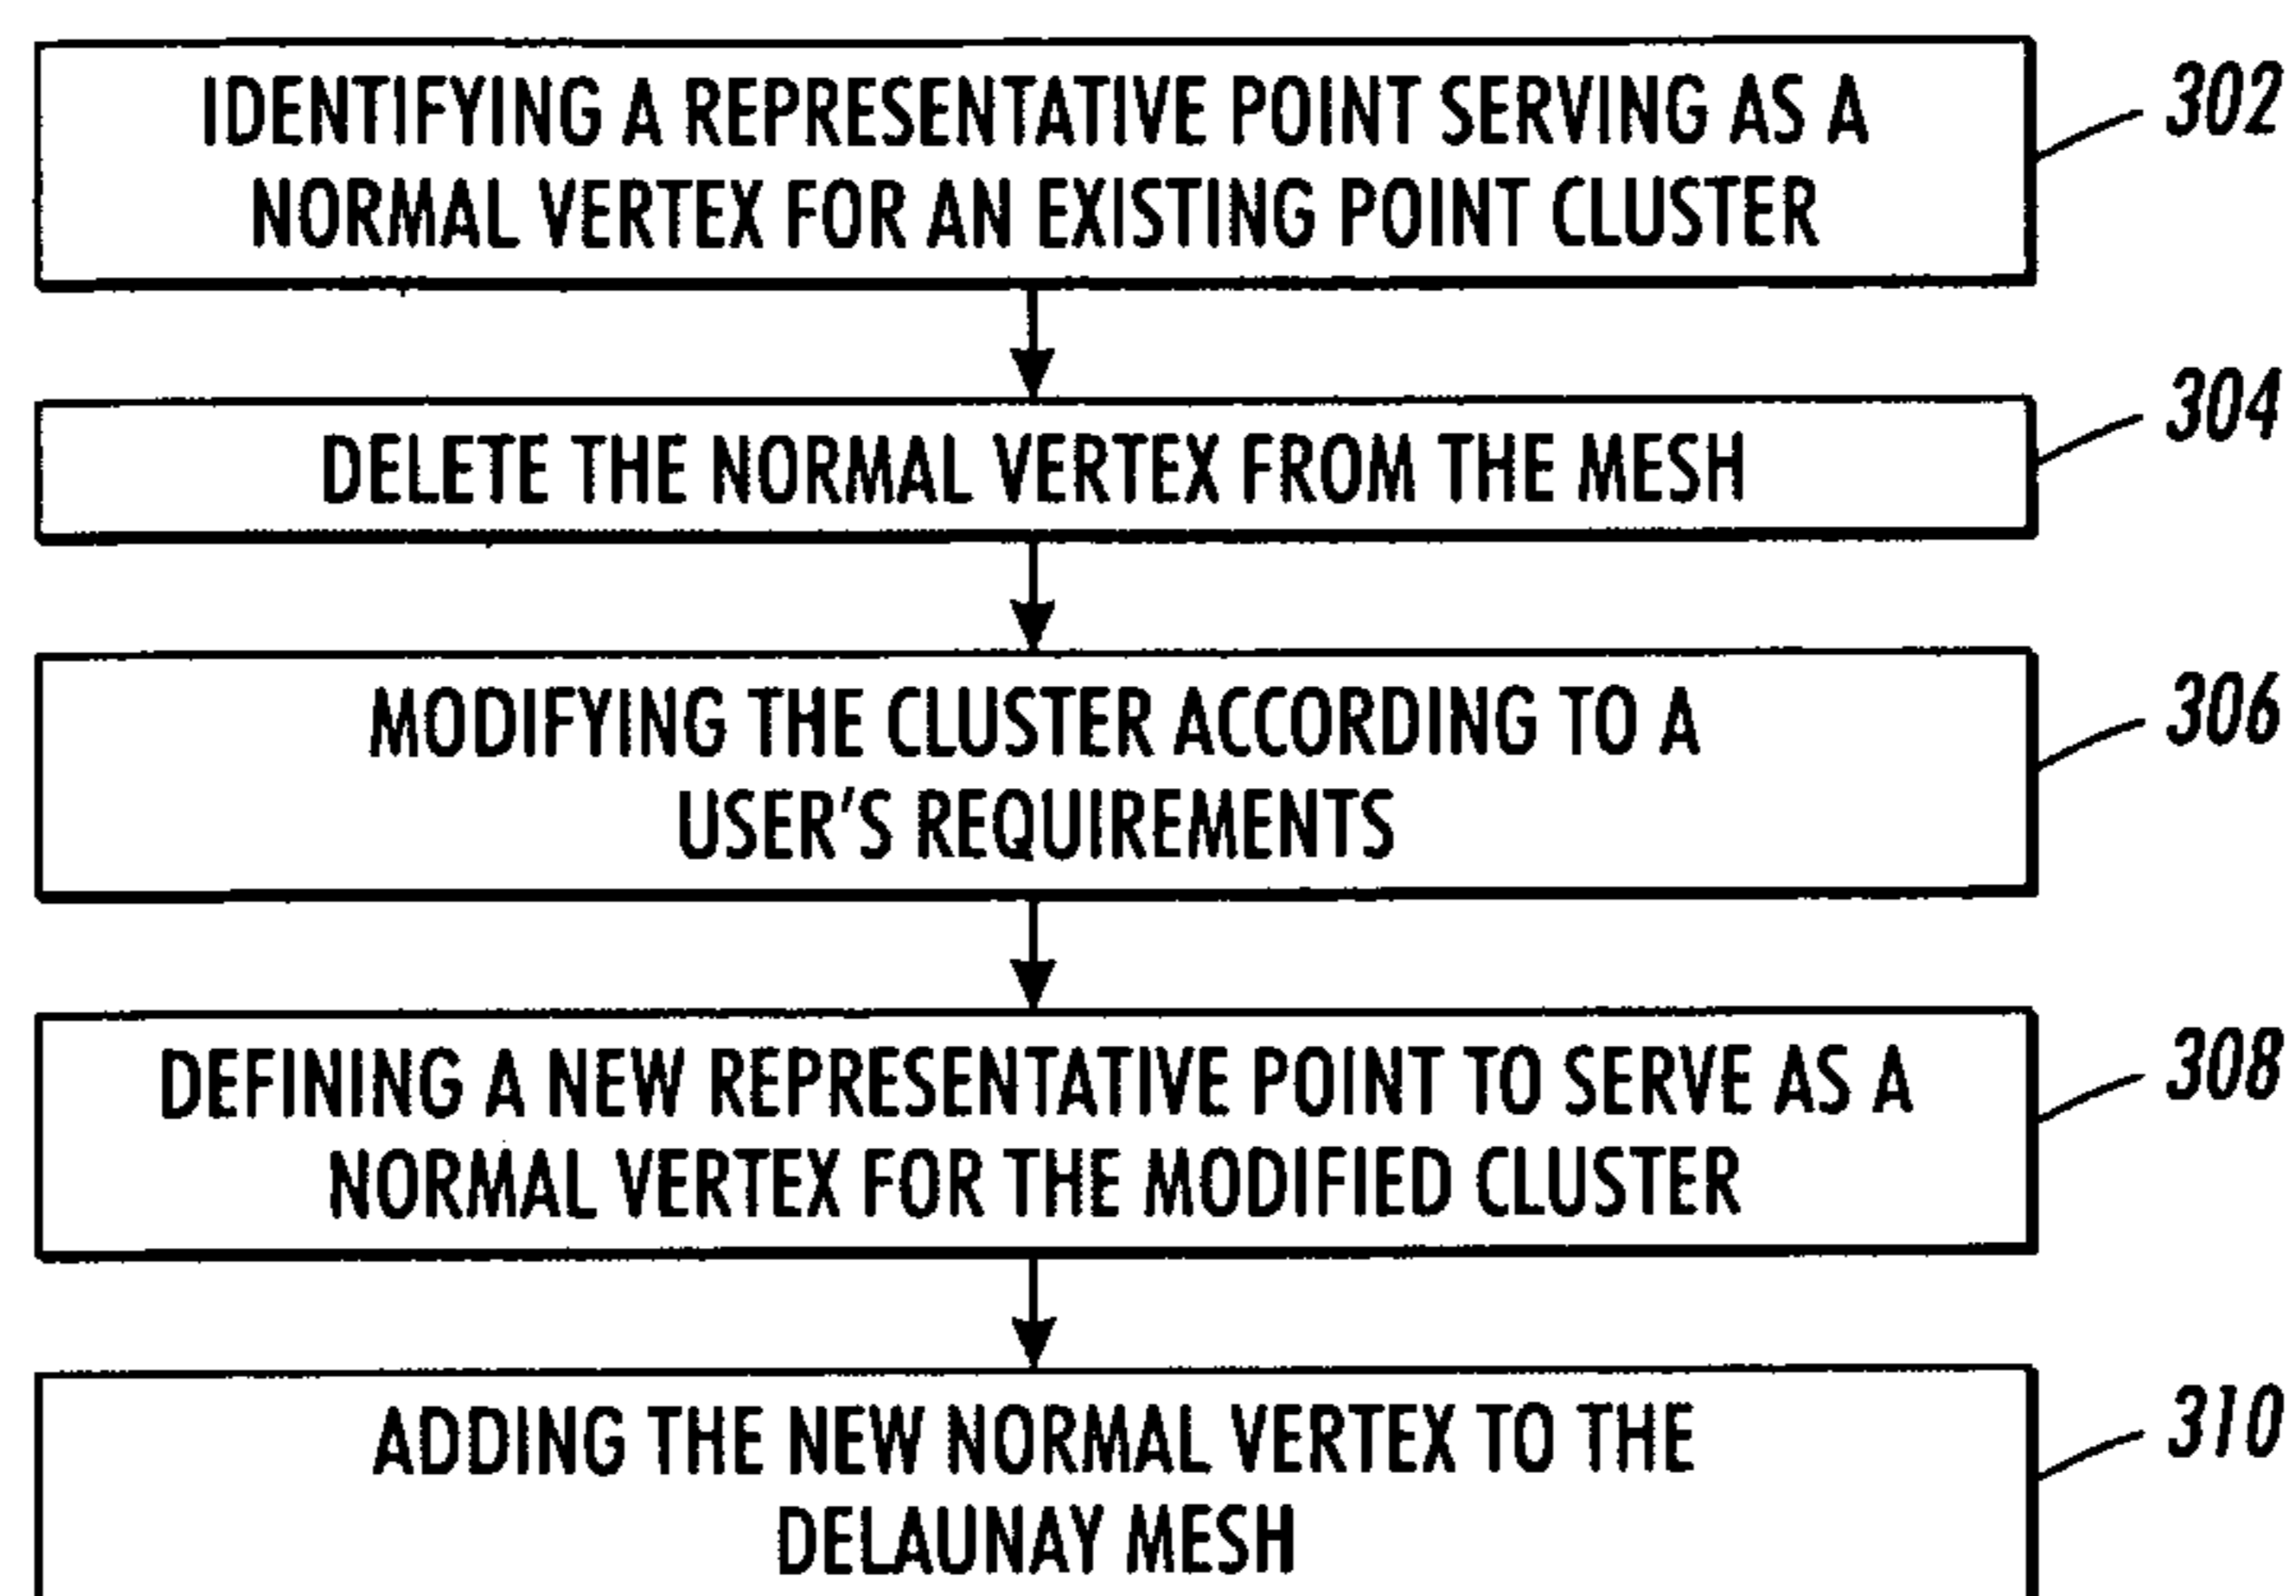 IDENTIFYING A REPRESENTATIVE POINT SERVING AS A
NORMAL VERTEX FOR AN EXISTING POINT CLUSTER
302
DELETE THE NORMAL VERTEX FROM THE MESH
304
MODIFYING THE CLUSTER ACCORDING TO A
USER'S REQUIREMENTS
306
DEFINING A NEW REPRESENTATIVE POINT TO SERVE AS A
NORMAL VERTEX FOR THE MODIFIED CLUSTER
308
ADDING THE NEW NORMAL VERTEX TO THE
DELAUNAY MESH
310